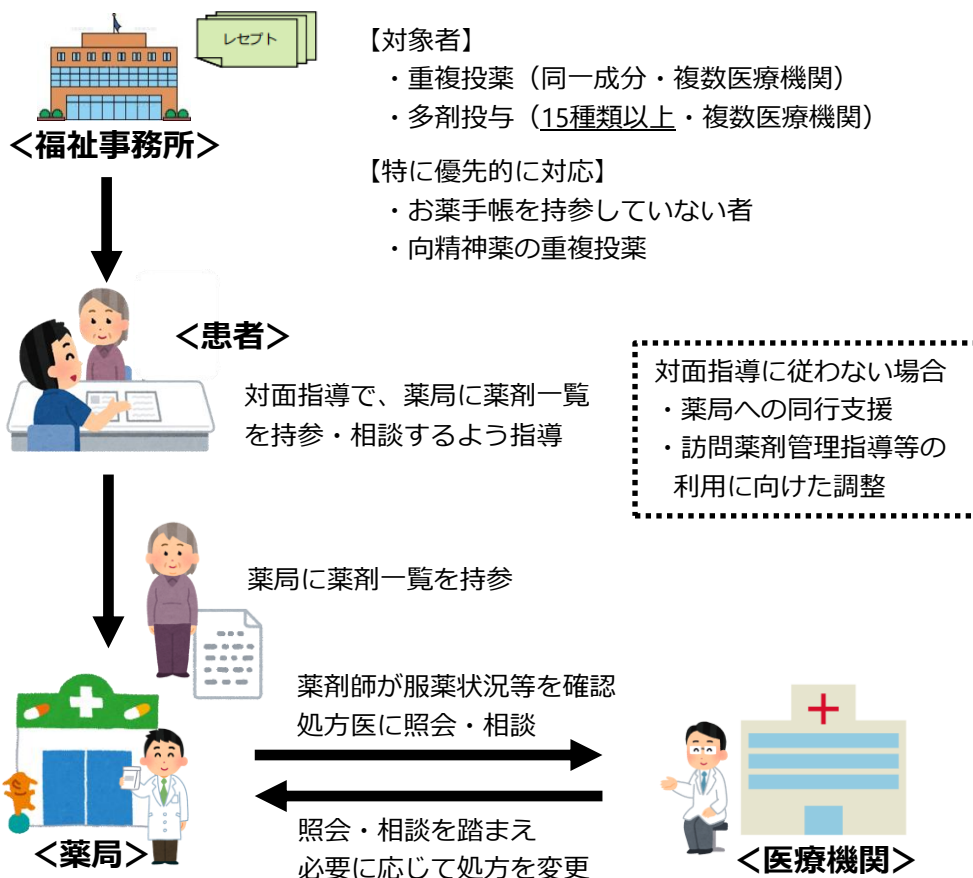 レセプト
<福祉事務所>
【対象者】
・重複投薬（同一成分・複数医療機関）
・多剤投与（15種類以上・複数医療機関）
【特に優先的に対応】
・お薬手帳を持参していない者
・向精神薬の重複投薬
<患者>
対面指導で、薬局に薬剤一覧
を持参・相談するよう指導
対面指導に従わない場合
・薬局への同行支援
・訪問薬剤管理指導等の
利用に向けた調整
薬局に薬剤一覧を持参
薬剤師が服薬状況等を確認
処方医に照会・相談
照会・相談を踏まえ
必要に応じて処方を変更
<薬局>
<医療機関>